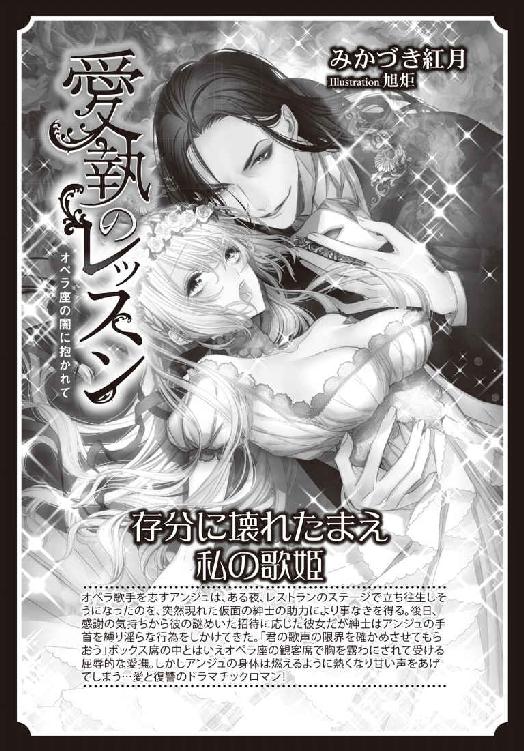 愛執のレッスン
オペラ座の闇に抱かれて
みかづき紅月
Illustration 旭炬
存分に壊れたまえ
私の歌姫
オペラ歌手を志すアンジュは、ある夜、レストランのステージで立ち往生しそ
うになったのを、突然現れた仮面の紳士の助力により事なきを得る。後日、
感謝の気持ちから彼の謎めいた招待に応じた彼女だが紳士はアンジュの手
首を縛り淫らな行為をしかけてきた。「君の歌声の限界を確かめさせてもら
おう」ボックス席の中とはいえオペラ座の観客席で胸を露わにされて受ける
屈辱的な愛撫。しかしアンジュの身体は燃えるように熱くなり甘い声をあげ
てしまう…愛と復讐のドラマチックロマン!